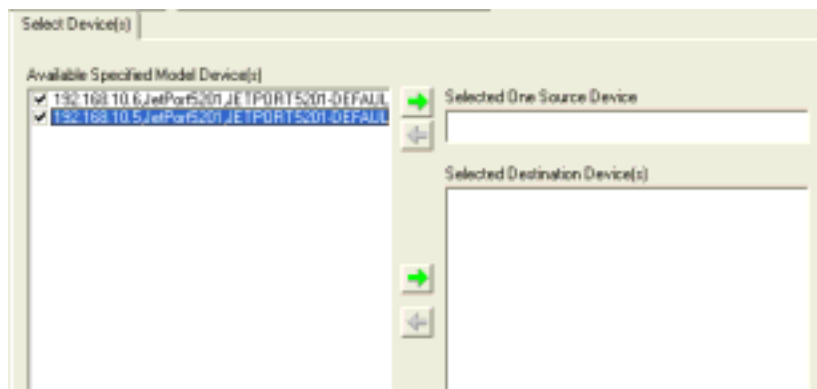 Select Device(s)
Available Specified Model Device(s)
192.168.10.6,JetPort5201,JETPORT5201-DEFAUL
192.168.10.5,JetPort5201,JETPORT5201-DEFAUL
Selected One Source Device
Selected Destination Device(s)